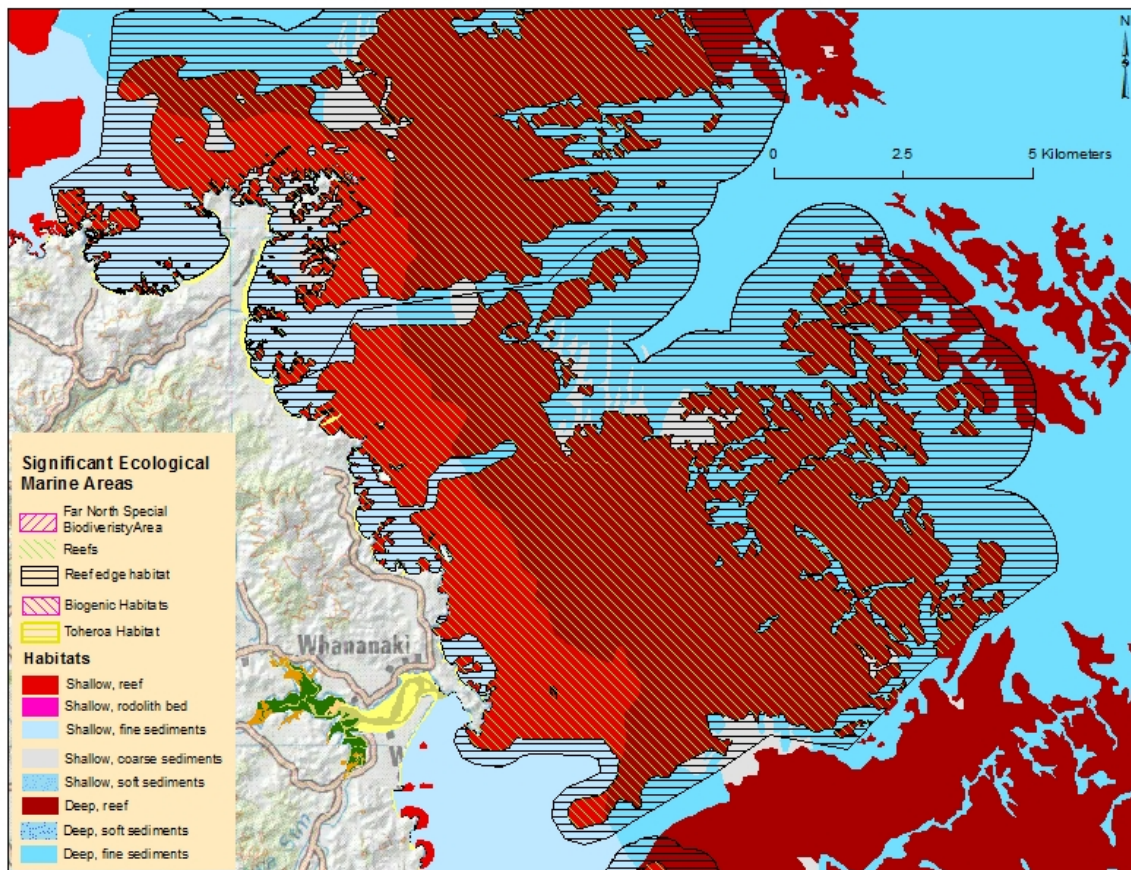 N
0 2.5 5 Kilometers
Significant Ecological
Marine Areas
Far North Special
BiodiveristyArea
Reefs
Reef edge habitat
Biogenic Habitats
Toheroa Habitat
Habitats
Shallow, reef
Shallow, rodolith bed
Shallow, fine sediments
Shallow, coarse sediments
Shallow, soft sediments
Deep, reef
Deep, soft sediments
Deep, fine sediments
Whananaki